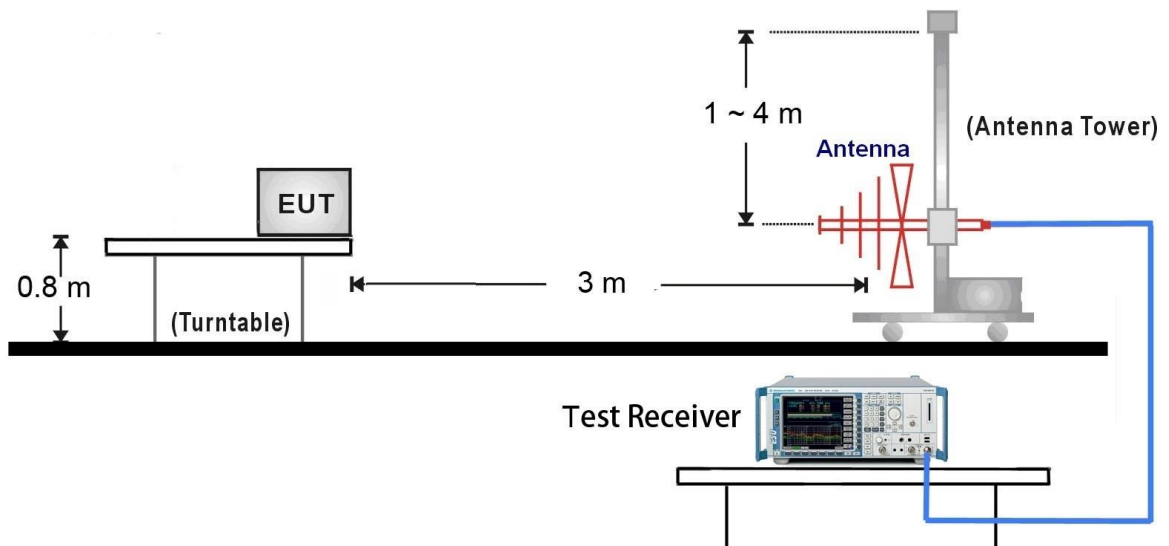 1 ~ 4 m
(Antenna Tower)
Antenna
EUT
0.8 m
3 m
(Turntable)
Test Receiver